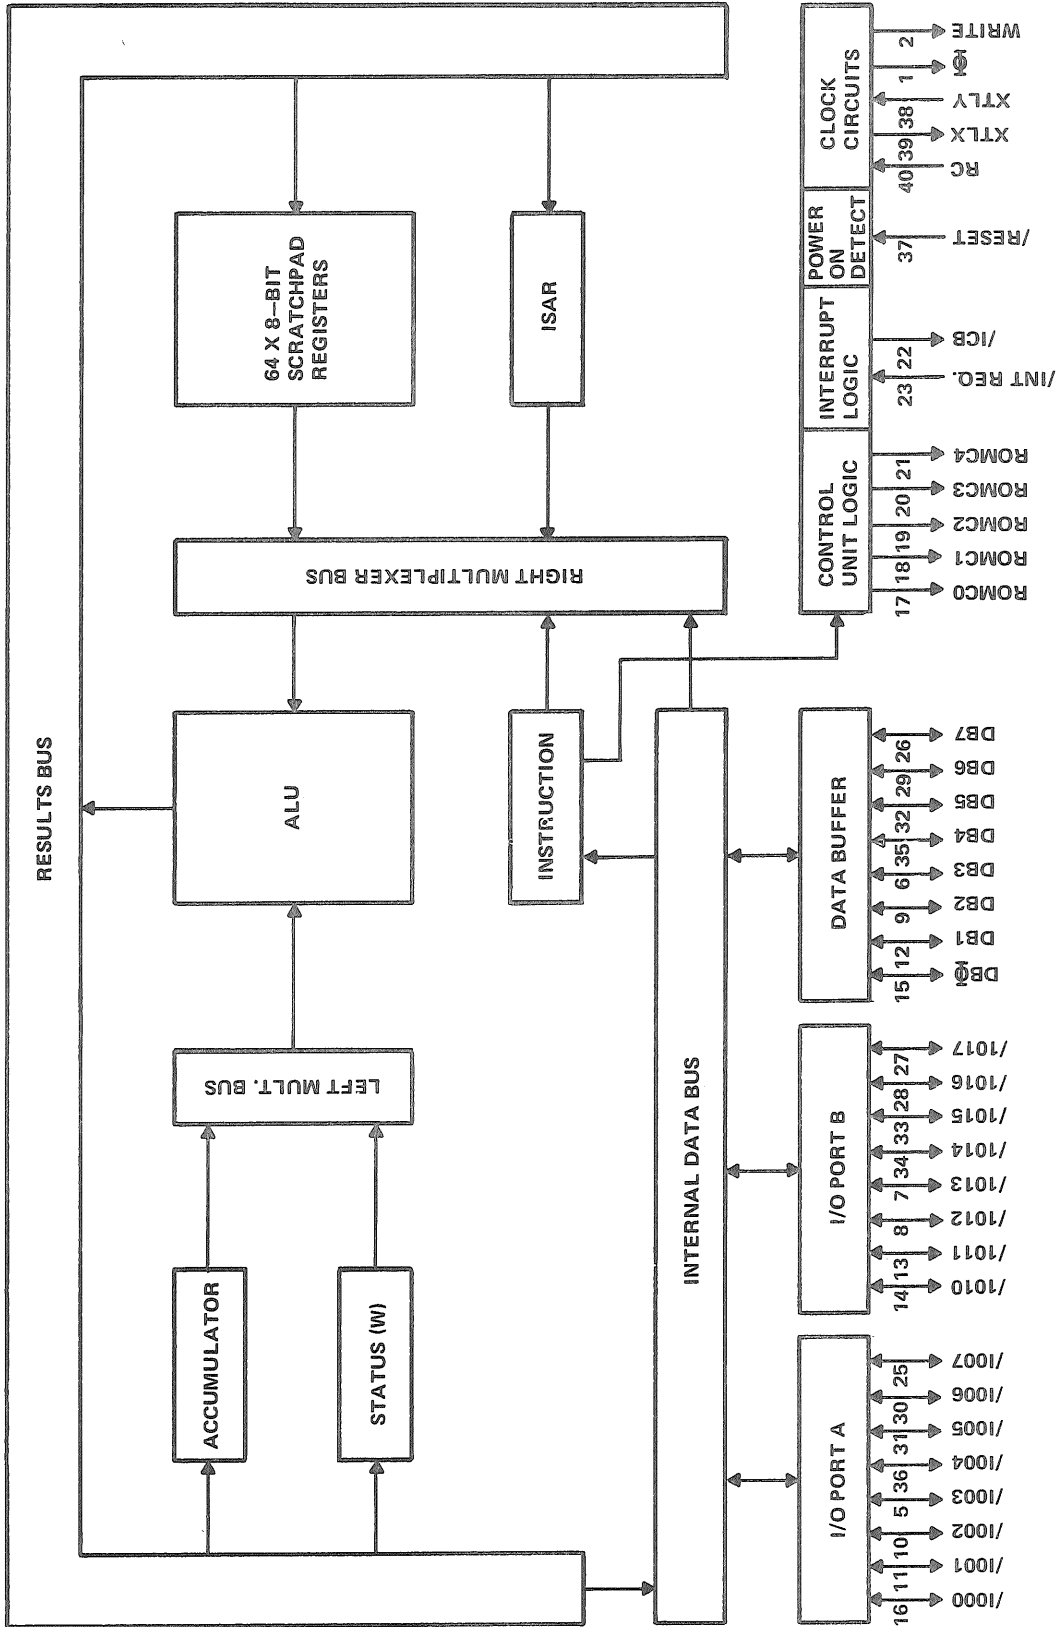 RESULTS BUS
ACCUMULATOR
STATUS (W)
LEFT MULT. BUS
ALU
RIGHT MULTIPLEXER BUS
64 X 8–BIT
SCRATCHPAD
REGISTERS
ISAR
INSTRUCTION
INTERNAL DATA BUS
I/O PORT A
I/O PORT B
DATA BUFFER
CONTROL
UNIT LOGIC
INTERRUPT
LOGIC
POWER
ON
DETECT
CLOCK
CIRCUITS
16 11 10 5 36 31 30 25
/IO00
/IO01
/IO02
/IO03
/IO04
/IO05
/IO06
/IO07
14 13 8 7 34 33 28 27
/IO10
/IO11
/IO12
/IO13
/IO14
/IO15
/IO16
/IO17
15 12 9 6 35 32 29 26
DBΦ
DB1
DB2
DB3
DB4
DB5
DB6
DB7
17 18 19 20 21
ROMC0
ROMC1
ROMC2
ROMC3
ROMC4
23 22
/INT REQ.
/ICB
37
/RESET
40 39 38 1 2
RC
XTLX
XTLY
Φ
WRITE